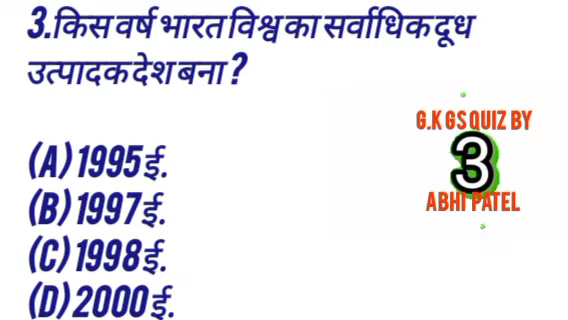 3.किस वर्ष भारत विश्व का सर्वाधिक दूध
उत्पादक देश बना ?
(A) 1995 ई.
(B) 1997 ई.
(C) 1998 ई.
(D) 2000 ई.
G.K GS QUIZ BY
3
ABHI PATEL